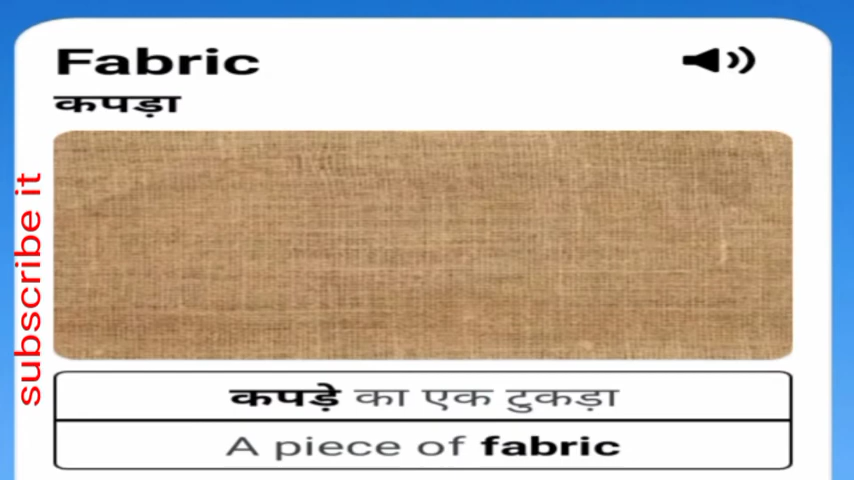 Fabric
कपड़ा
subscribe it
कपड़े का एक टुकड़ा
A piece of fabric